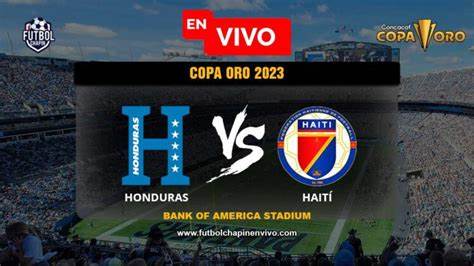 FUTBOL
CHAPIN
EN VIVO
Concacaf
COPA ORO
COPA ORO 2023
HONDURAS
H
VS
HAITI
HONDURAS
HAITÍ
BANK OF AMERICA STADIUM
www.futbolchapinenvivo.com